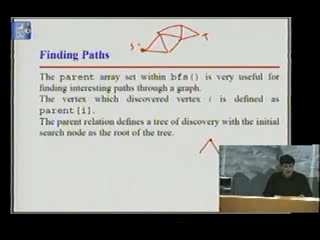 S
T
Finding Paths
The parent array set within bfs() is very useful for
finding interesting paths through a graph.
The vertex which discovered vertex i is defined as
parent[i].
The parent relation defines a tree of discovery with the initial
search node as the root of the tree.